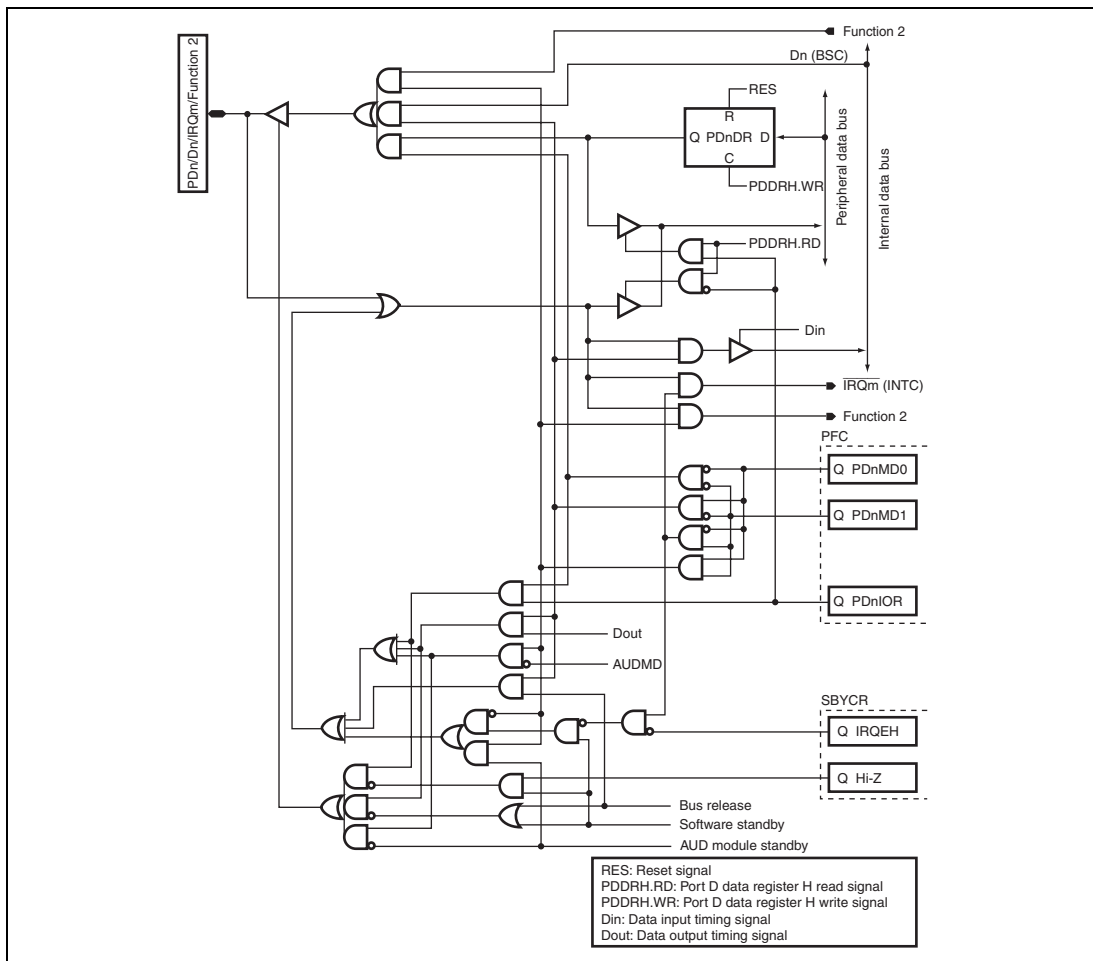 PDn/Dn/IRQm/Function 2
Function 2
Dn (BSC)
RES
R
Q PDnDR D
C
PDDRH.WR
Peripheral data bus
Internal data bus
PDDRH.RD
Din
IRQm (INTC)
Function 2
PFC
Q PDnMD0
Q PDnMD1
Q PDnIOR
Dout
AUDMD
SBYCR
Q IRQEH
Q Hi-Z
Bus release
Software standby
AUD module standby
RES: Reset signal
PDDRH.RD: Port D data register H read signal
PDDRH.WR: Port D data register H write signal
Din: Data input timing signal
Dout: Data output timing signal